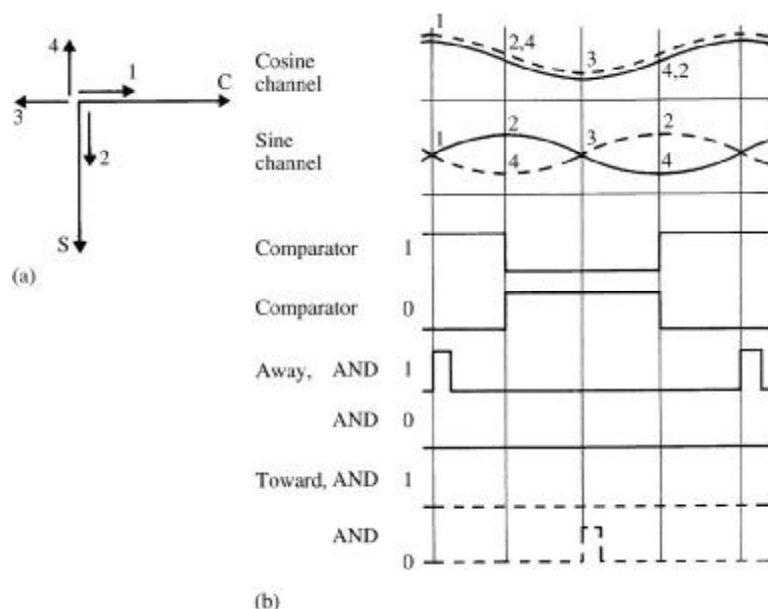 4
1
C
3
2
S
(a)
Cosine
channel
1
2,4
3
4,2
Sine
channel
1
2
4
3
2
4
Comparator 1
Comparator 0
Away, AND 1
AND 0
Toward, AND 1
AND
0
(b)